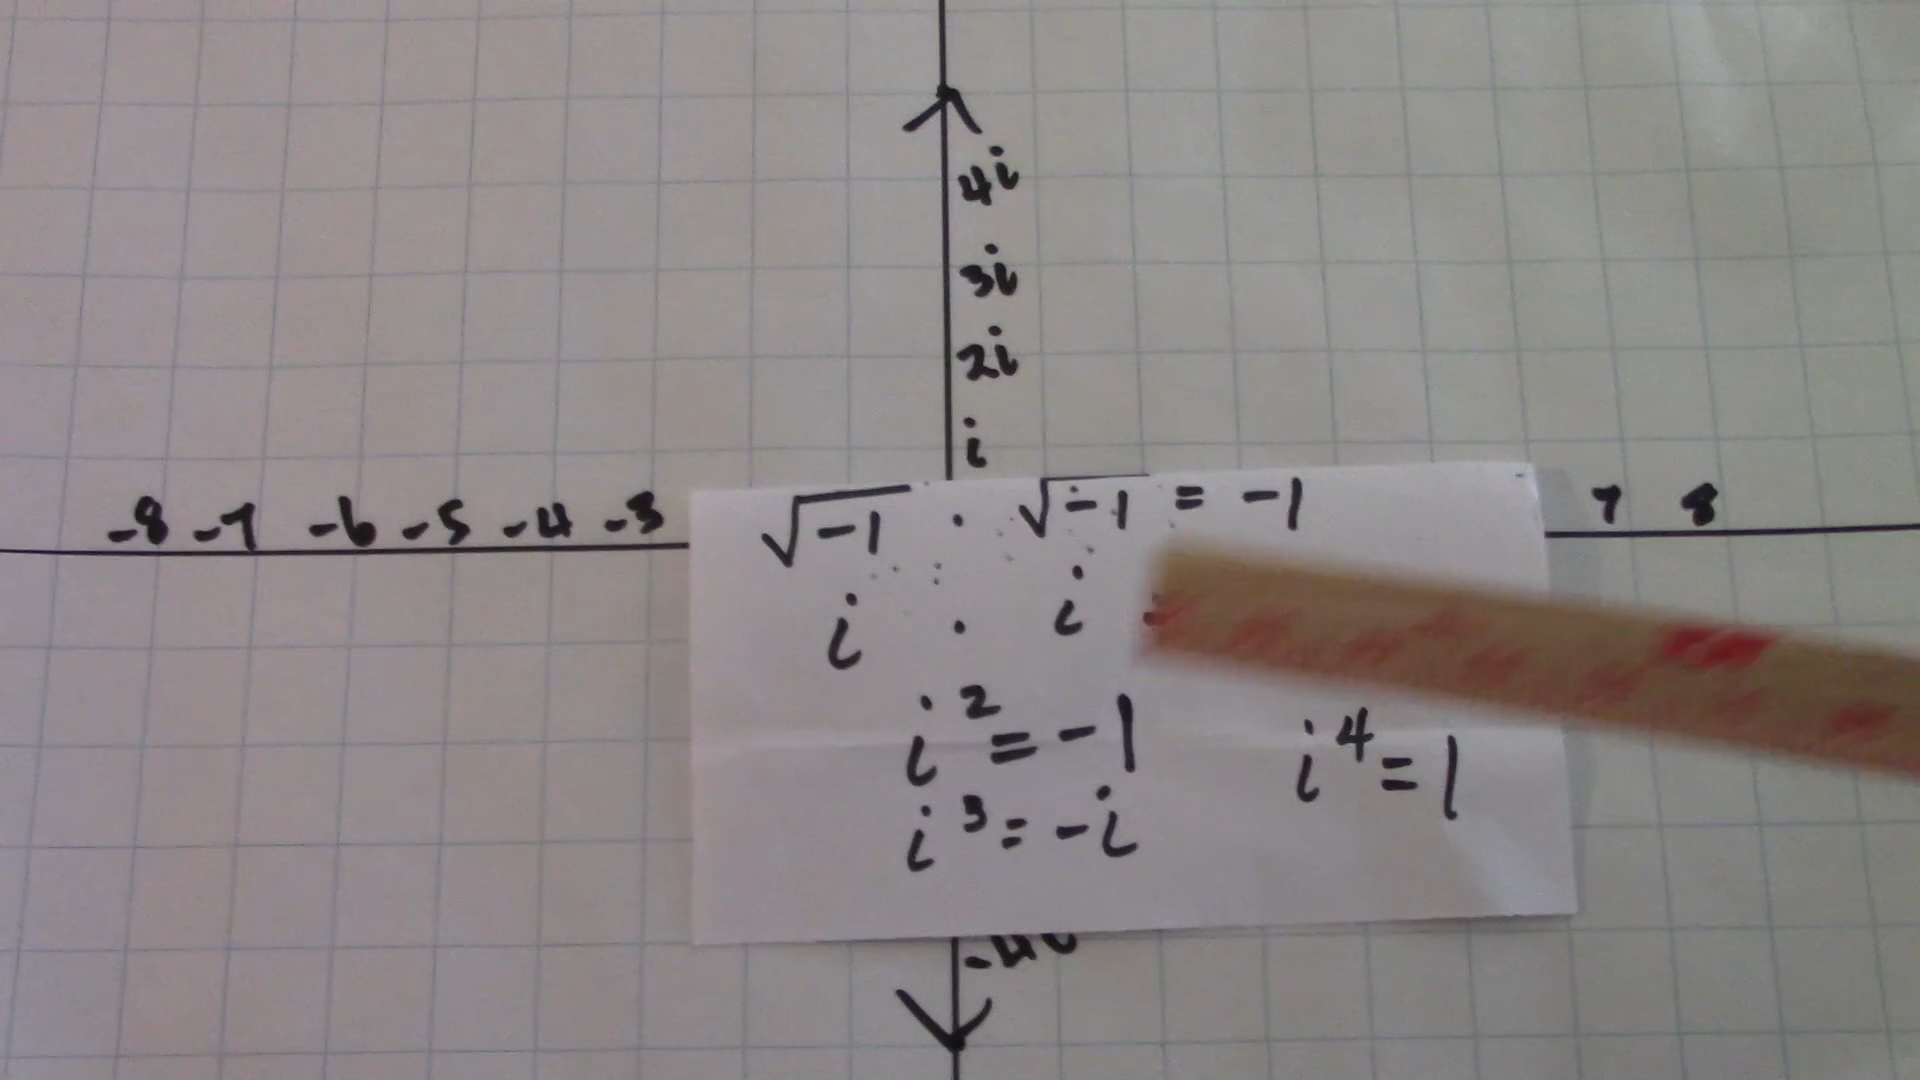 4i
3i
2i
i
-8 -7 -6 -5 -4 -3
7 8
√-1 · √-1 = -1
i · i
i² = -1
i⁴ = 1
i³ = -i
-4i